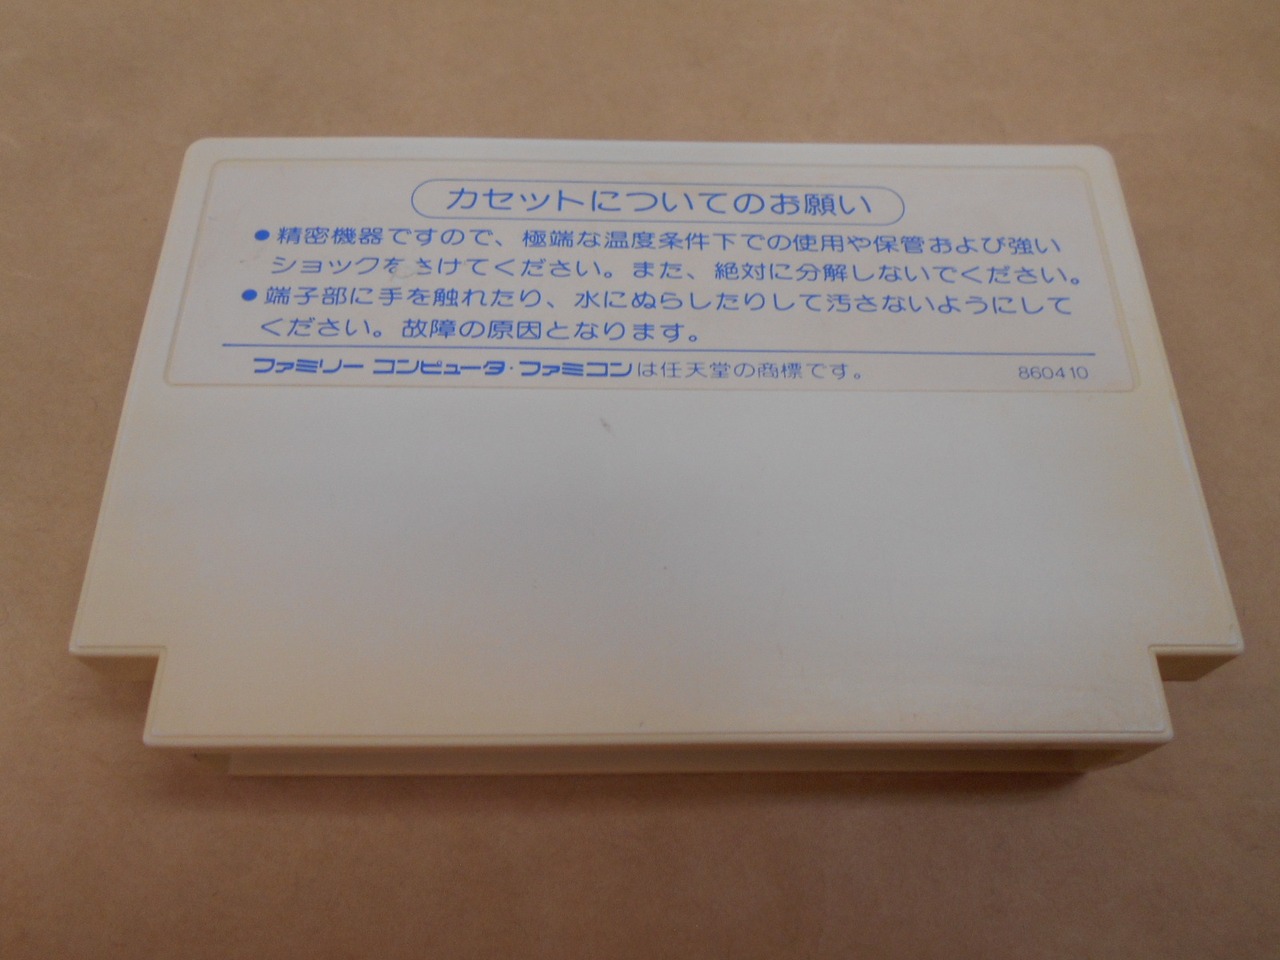 カセットについてのお願い
●精密機器ですので、極端な温度条件下での使用や保管および強い
ショックをさけてください。また、絶対に分解しないでください。
●端子部に手を触れたり、水にぬらしたりして汚さないようにして
ください。故障の原因となります。
ファミリー コンピュータ・ファミコンは任天堂の商標です。 860410